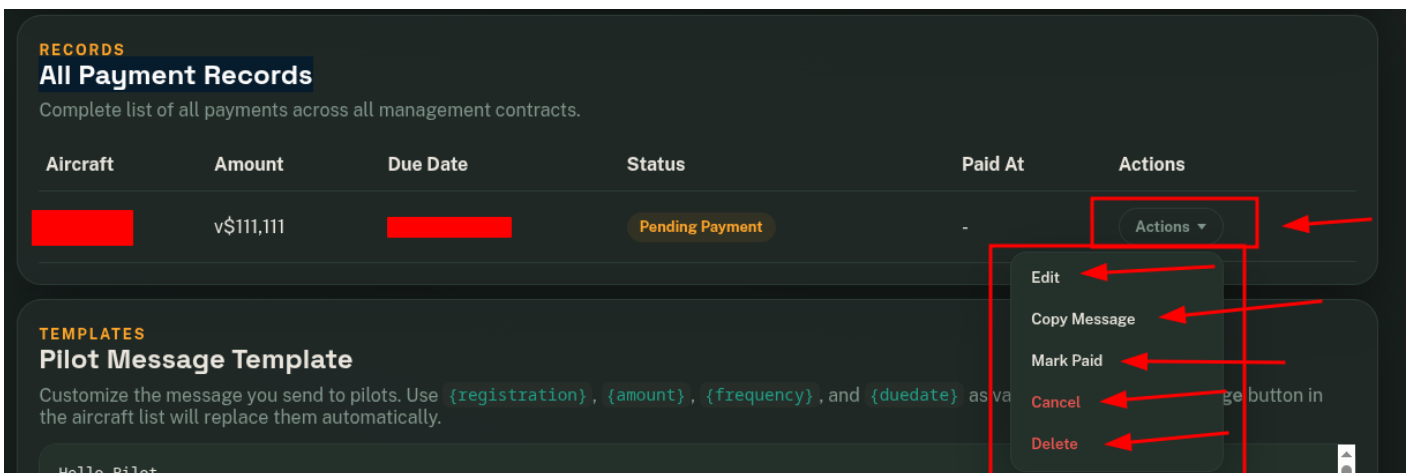 RECORDS
All Payment Records
Complete list of all payments across all management contracts.
Aircraft Amount Due Date Status Paid At Actions
v$111,111 Pending Payment - Actions
Edit
Copy Message
Mark Paid
Cancel
Delete
TEMPLATES
Pilot Message Template
Customize the message you send to pilots. Use {registration}, {amount}, {frequency}, and {duedate} as button in
the aircraft list will replace them automatically.
Hello Pilot